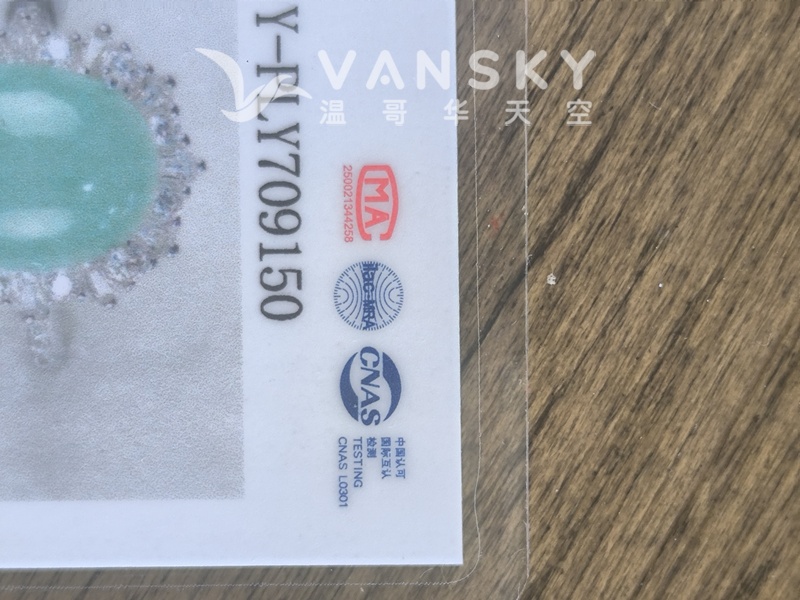 VANSKY
温哥华天空
Y-NLY709150
MA
250021344258
ilac-MRA
CNAS
中国认可
国际互认
检测
TESTING
CNAS L0301